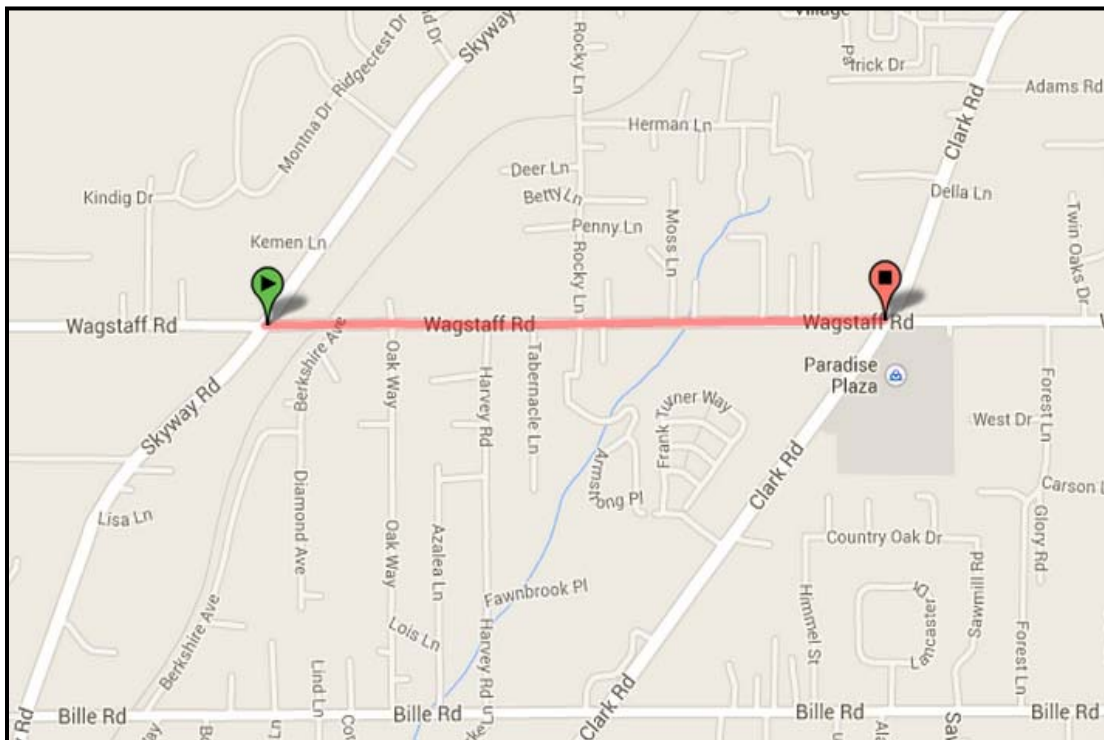 Village
Skyway
Rocky Ln
trick Dr
Adams Rd
Ridgecrest Dr
Montna Dr
Herman Ln
Clark Rd
Deer Ln
Betty Ln
Della Ln
Kindig Dr
Penny Ln
Moss Ln
Twin Oaks Dr
Kemen Ln
Rocky Ln
Wagstaff Rd
Wagstaff Rd
Wagstaff Rd
Berkshire Ave
Oak Way
Harvey Rd
Tabernacle Ln
Paradise
Plaza
Forest Ln
Skyway Rd
Frank Turner Way
West Dr
Armstrong Pl
Clark Rd
Carson L
Lisa Ln
Diamond Ave
Oak Way
Azalea Ln
Country Oak Dr
Glory Rd
Fawnbrook Pl
Himmel St
Lancaster Dr
Sawmill Rd
Berkshire Ave
Lois Ln
Harvey Rd
Forest Ln
Lind Ln
Clark Rd
Bille Rd
Bille Rd
Bille Rd
Bille Rd